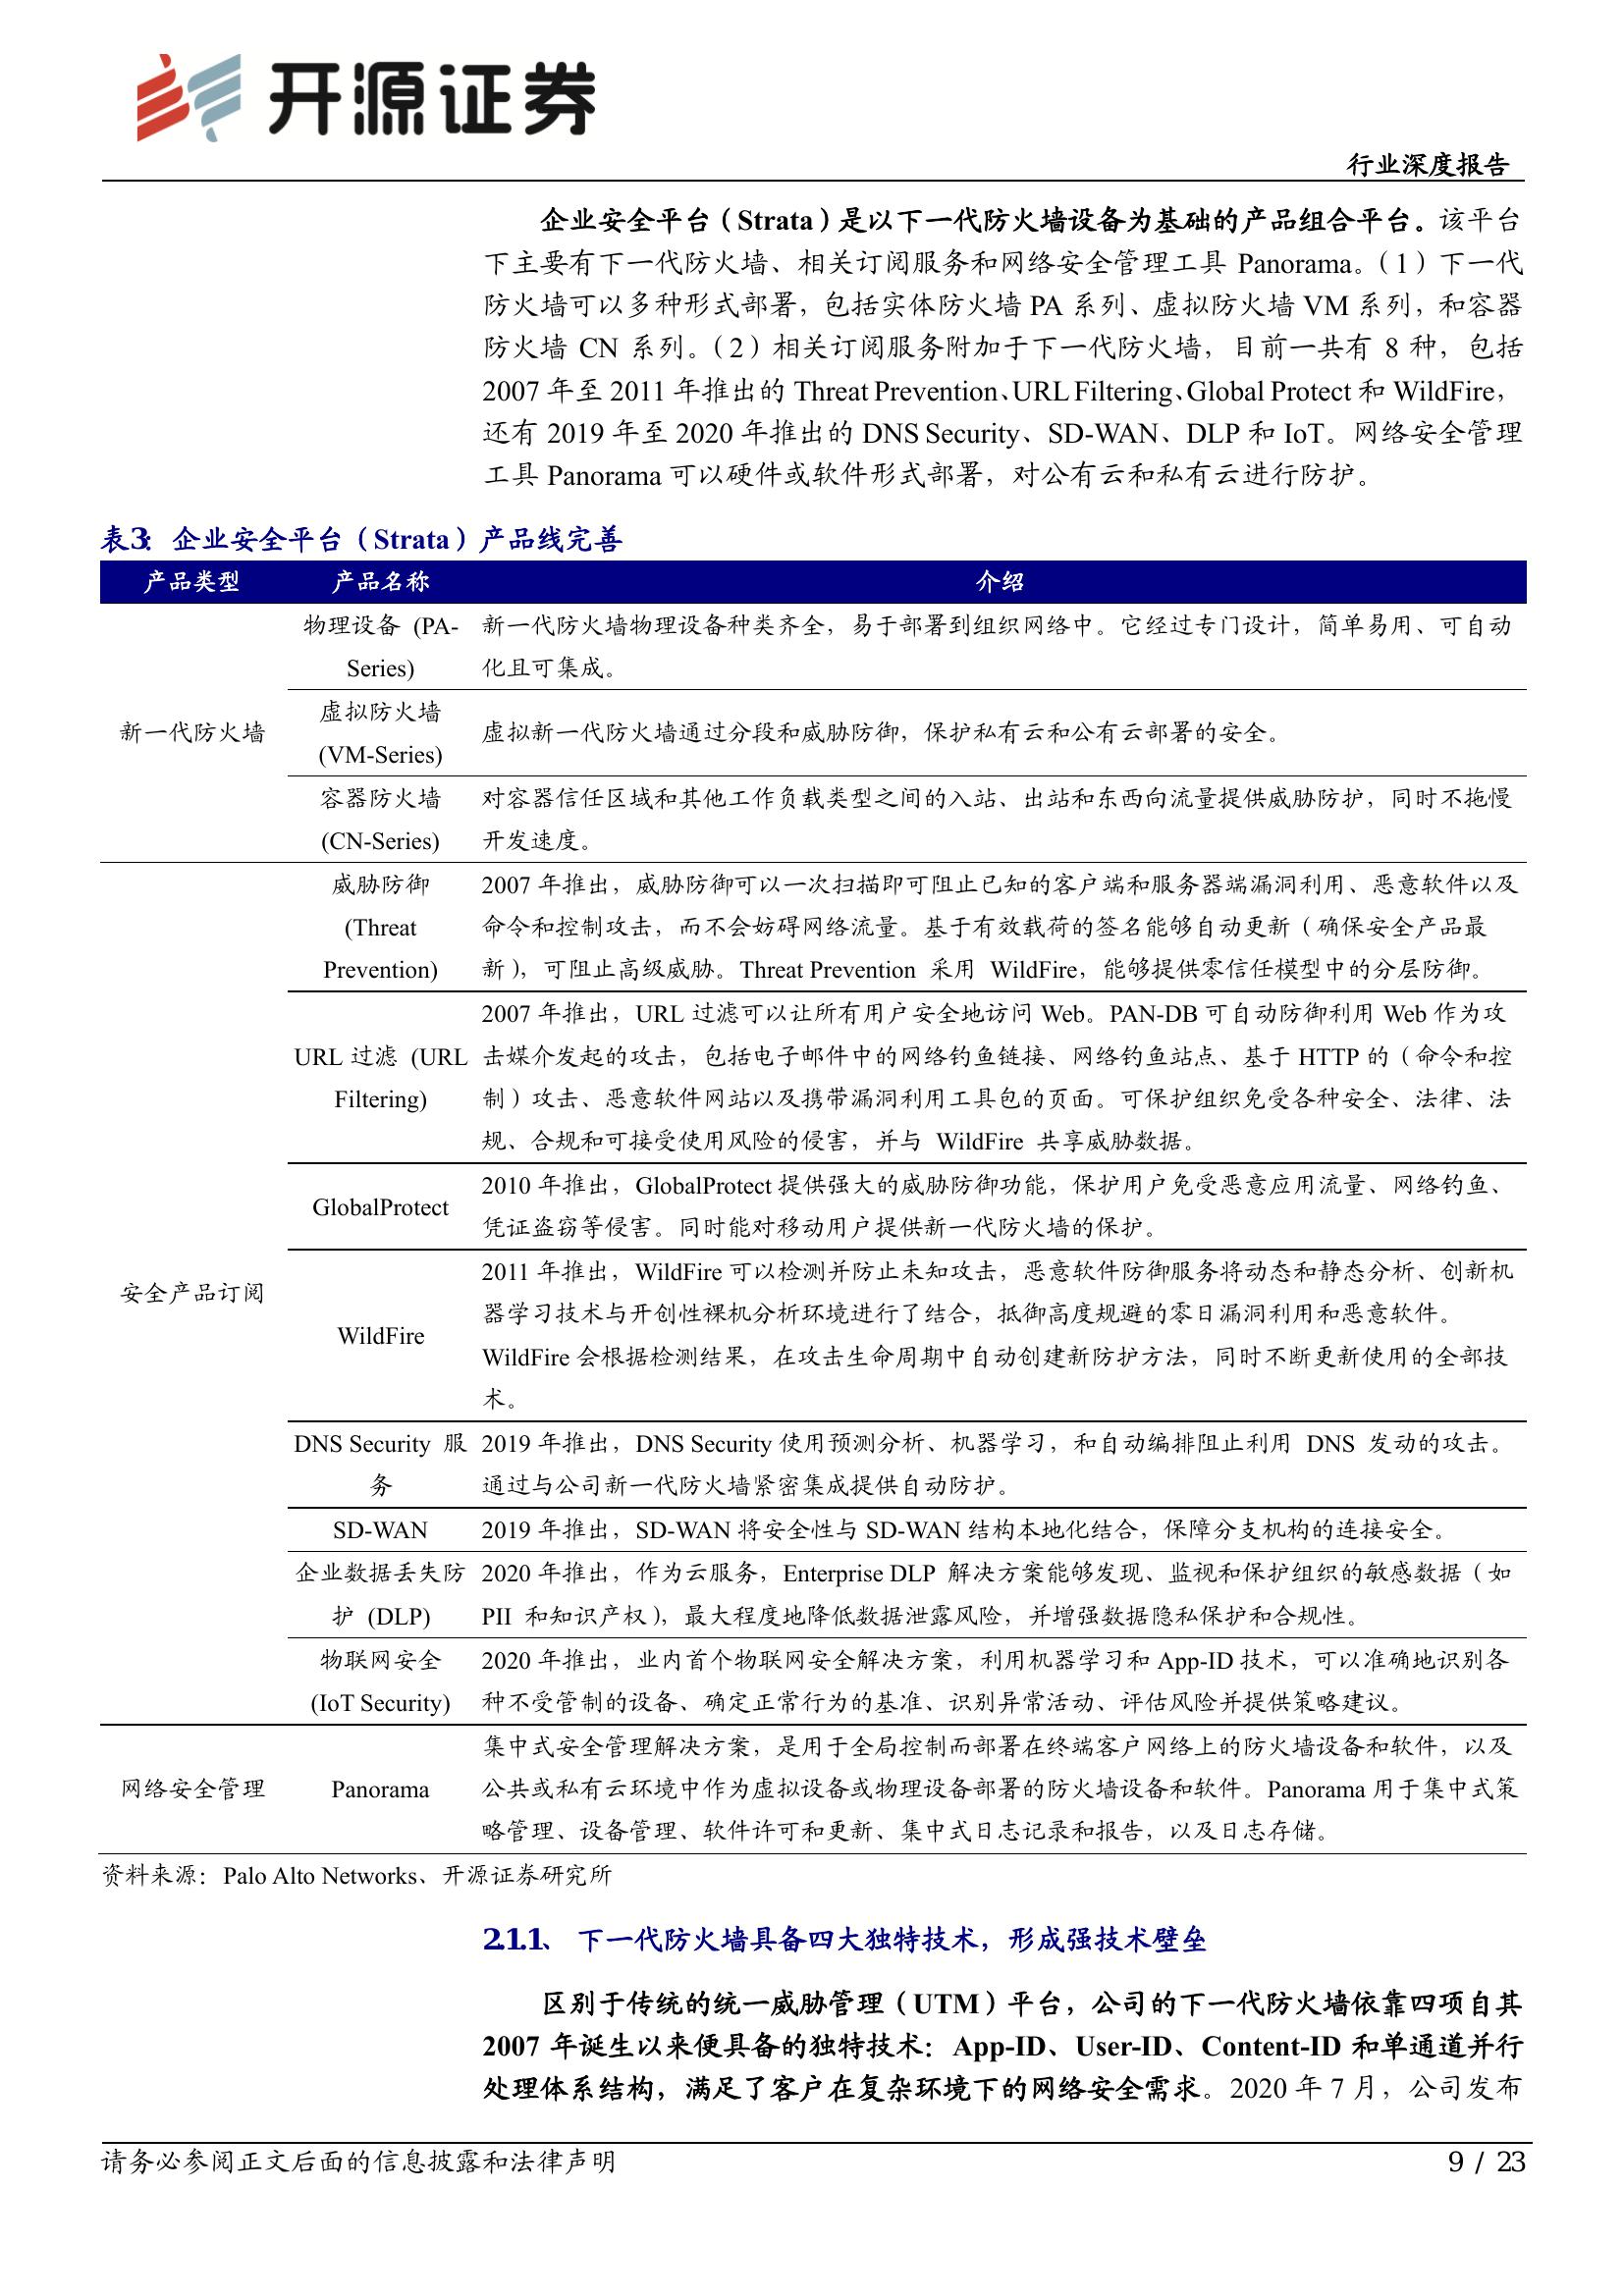 开源证券
行业深度报告
企业安全平台（Strata）是以下一代防火墙设备为基础的产品组合平台。该平台
下主要有下一代防火墙、相关订阅服务和网络安全管理工具 Panorama。（1）下一代
防火墙可以多种形式部署，包括实体防火墙 PA 系列、虚拟防火墙 VM 系列，和容器
防火墙 CN 系列。（2）相关订阅服务附加于下一代防火墙，目前一共有 8 种，包括
2007 年至 2011 年推出的 Threat Prevention、URL Filtering、Global Protect 和 WildFire，
还有 2019 年至 2020 年推出的 DNS Security、SD-WAN、DLP 和 IoT。网络安全管理
工具 Panorama 可以硬件或软件形式部署，对公有云和私有云进行防护。
表3：企业安全平台（Strata）产品线完善
产品类型 产品名称 介绍
物理设备 (PA- 新一代防火墙物理设备种类齐全，易于部署到组织网络中。它经过专门设计，简单易用、可自动
Series) 化且可集成。
虚拟防火墙
新一代防火墙 虚拟新一代防火墙通过分段和威胁防御，保护私有云和公有云部署的安全。
(VM-Series)
容器防火墙 对容器信任区域和其他工作负载类型之间的入站、出站和东西向流量提供威胁防护，同时不拖慢
(CN-Series) 开发速度。
威胁防御 2007 年推出，威胁防御可以一次扫描即可阻止已知的客户端和服务器端漏洞利用、恶意软件以及
(Threat 命令和控制攻击，而不会妨碍网络流量。基于有效载荷的签名能够自动更新（确保安全产品最
Prevention) 新），可阻止高级威胁。Threat Prevention 采用 WildFire，能够提供零信任模型中的分层防御。
2007 年推出，URL 过滤可以让所有用户安全地访问 Web。PAN-DB 可自动防御利用 Web 作为攻
URL 过滤 (URL 击媒介发起的攻击，包括电子邮件中的网络钓鱼链接、网络钓鱼站点、基于 HTTP 的（命令和控
Filtering) 制）攻击、恶意软件网站以及携带漏洞利用工具包的页面。可保护组织免受各种安全、法律、法
规、合规和可接受使用风险的侵害，并与 WildFire 共享威胁数据。
GlobalProtect 2010 年推出，GlobalProtect 提供强大的威胁防御功能，保护用户免受恶意应用流量、网络钓鱼、
凭证盗窃等侵害。同时能对移动用户提供新一代防火墙的保护。
安全产品订阅
2011 年推出，WildFire 可以检测并防止未知攻击，恶意软件防御服务将动态和静态分析、创新机
器学习技术与开创性裸机分析环境进行了结合，抵御高度规避的零日漏洞利用和恶意软件。
WildFire
WildFire 会根据检测结果，在攻击生命周期中自动创建新防护方法，同时不断更新使用的全部技
术。
DNS Security 服 2019 年推出，DNS Security 使用预测分析、机器学习，和自动编排阻止利用 DNS 发动的攻击。
务 通过与公司新一代防火墙紧密集成提供自动防护。
SD-WAN 2019 年推出，SD-WAN 将安全性与 SD-WAN 结构本地化结合，保障分支机构的连接安全。
企业数据丢失防 2020 年推出，作为云服务，Enterprise DLP 解决方案能够发现、监视和保护组织的敏感数据（如
护 (DLP) PII 和知识产权），最大程度地降低数据泄露风险，并增强数据隐私保护和合规性。
物联网安全 2020 年推出，业内首个物联网安全解决方案，利用机器学习和 App-ID 技术，可以准确地识别各
(IoT Security) 种不受管制的设备、确定正常行为的基准、识别异常活动、评估风险并提供策略建议。
集中式安全管理解决方案，是用于全局控制而部署在终端客户网络上的防火墙设备和软件，以及
网络安全管理 Panorama 公共或私有云环境中作为虚拟设备或物理设备部署的防火墙设备和软件。Panorama 用于集中式策
略管理、设备管理、软件许可和更新、集中式日志记录和报告，以及日志存储。
资料来源：Palo Alto Networks、开源证券研究所
2.1.1、 下一代防火墙具备四大独特技术，形成强技术壁垒
区别于传统的统一威胁管理（UTM）平台，公司的下一代防火墙依靠四项自其
2007 年诞生以来便具备的独特技术：App-ID、User-ID、Content-ID 和单通道并行
处理体系结构，满足了客户在复杂环境下的网络安全需求。2020 年 7 月，公司发布
请务必参阅正文后面的信息披露和法律声明 9 / 23